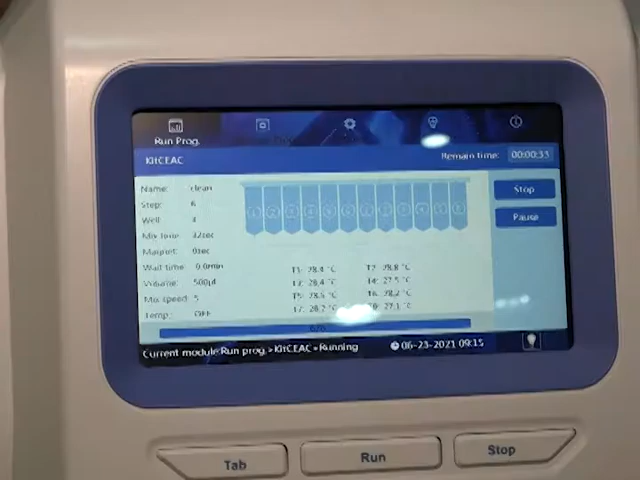 Run Prog.
KitCEAC
Remain time: 00:00:33
Name: clean
Step: 6
Well: 4
Mix time: 32sec
Magnet: 0sec
Wait time: 0.0min
Volume: 500μl
Mix speed: 5
Temp: OFF
T1: 28.4 °C T2: 28.8 °C
T3: 28.4 °C T4: 27.5 °C
T5: 28.5 °C T6: 28.2 °C
T7: 28.2 °C
Stop
Pause
6/6
Current module:Run prog.>KitCEAC>Running
06-23-2021 09:15
Tab
Run
Stop